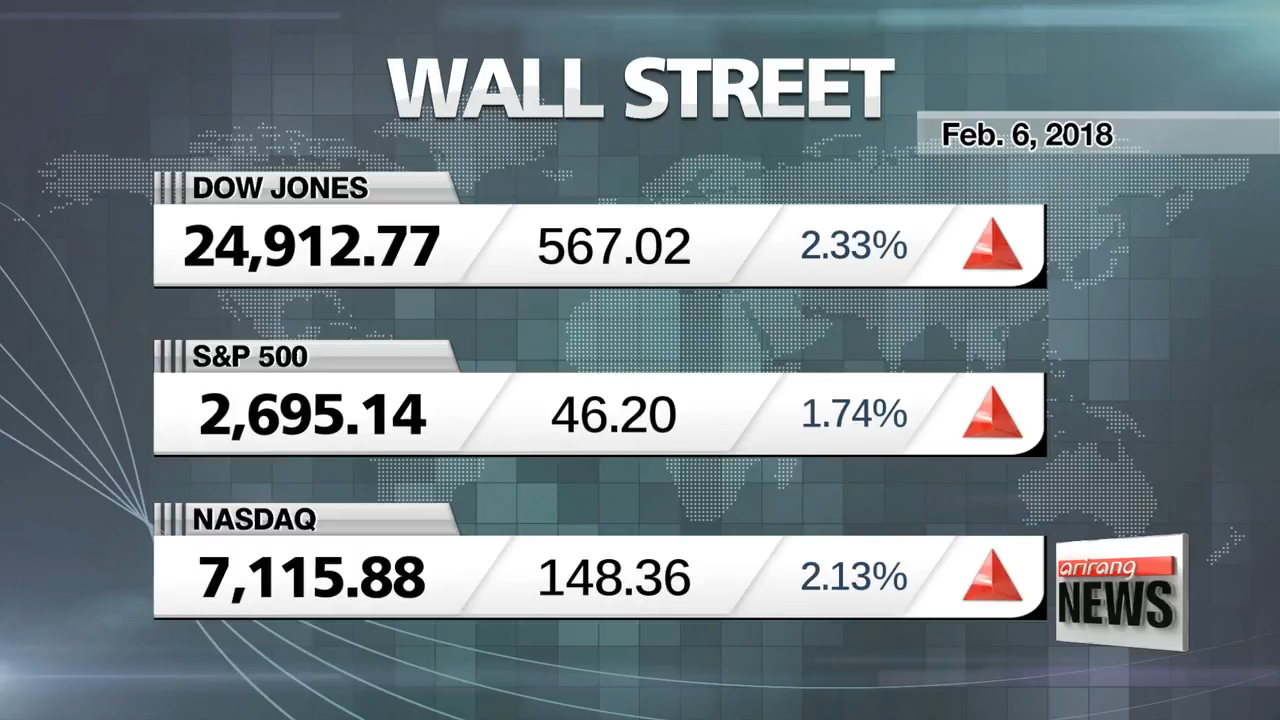 WALL STREET
Feb. 6, 2018
DOW JONES
24,912.77 567.02 2.33%
S&P 500
2,695.14 46.20 1.74%
NASDAQ
7,115.88 148.36 2.13%
arirang
NEWS